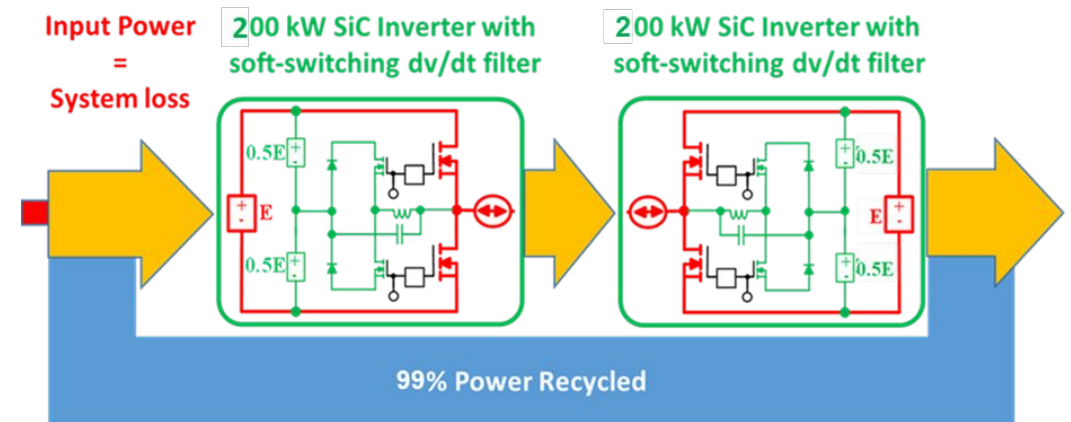 Input Power
=
System loss
200 kW SiC Inverter with
soft-switching dv/dt filter
200 kW SiC Inverter with
soft-switching dv/dt filter
0.5E
+
-
+
-
E
0.5E
+
-
0.5E
+
-
E
+
-
0.5E
+
-
99% Power Recycled